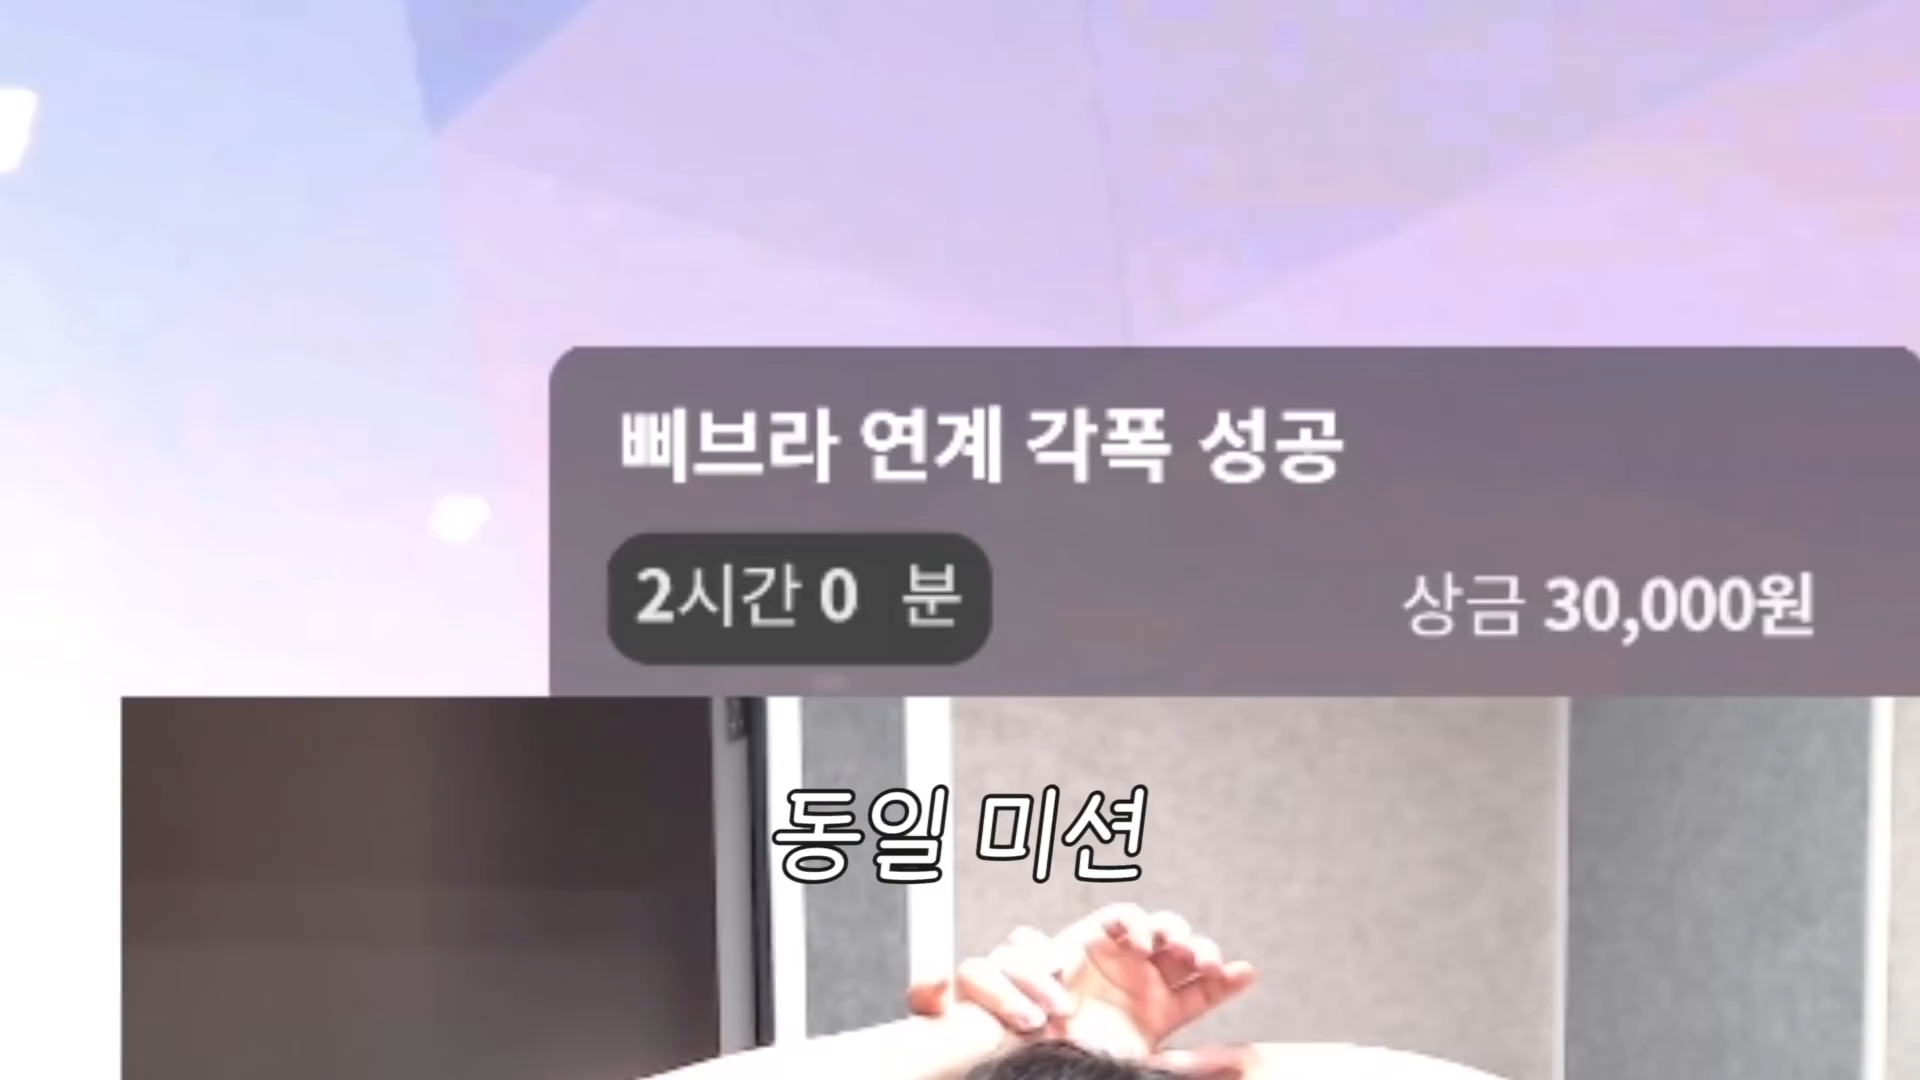 삐브라 연계 각폭 성공
2시간 0 분
상금 30,000원
동일 미션